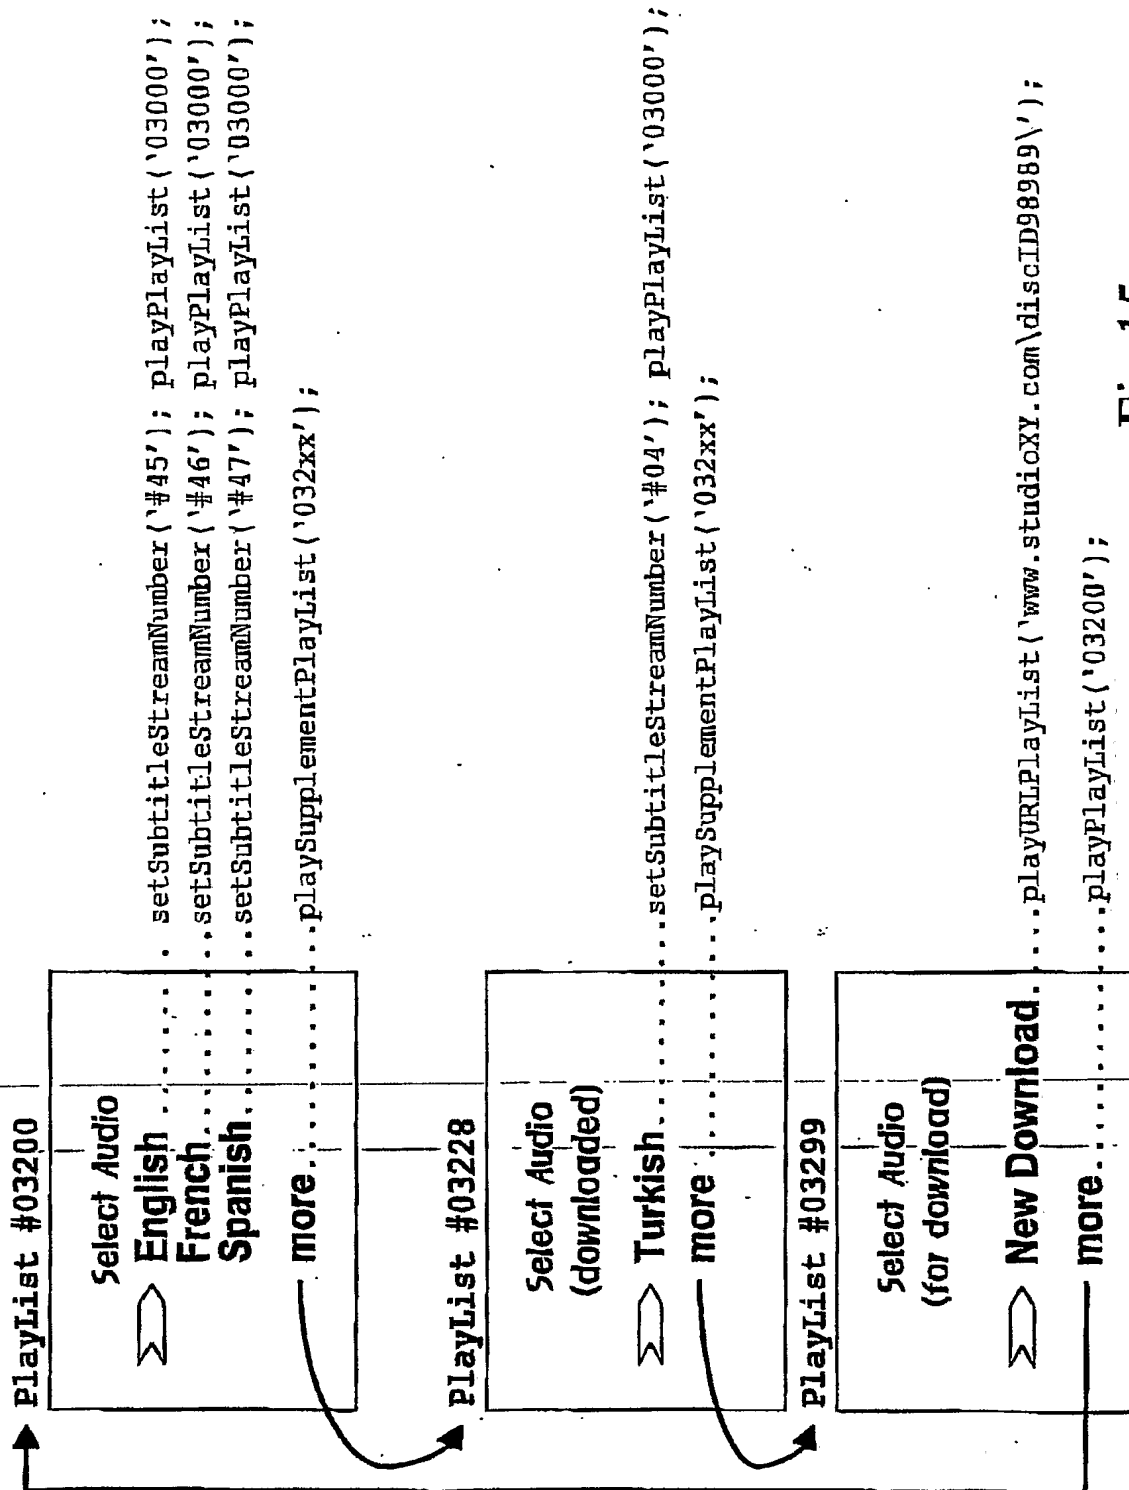 PlayList #03200
Select Audio
English ....... setSubtitleStreamNumber('#45'); playPlayList('03000');
French.........setSubtitleStreamNumber('#46'); playPlayList('03000');
Spanish.........setSubtitleStreamNumber('#47'); playPlayList('03000');
more............playSupplementPlayList('032xx');
PlayList #03228
Select Audio
(downloaded)
Turkish.........setSubtitleStreamNumber('#04'); playPlayList('03000');
more ...........playSupplementPlayList('032xx');
PlayList #03299
Select Audio
(for download)
New Download....playURLPlayList('www.studioXY.com\discID98989\');
more............playPlayList('03200');